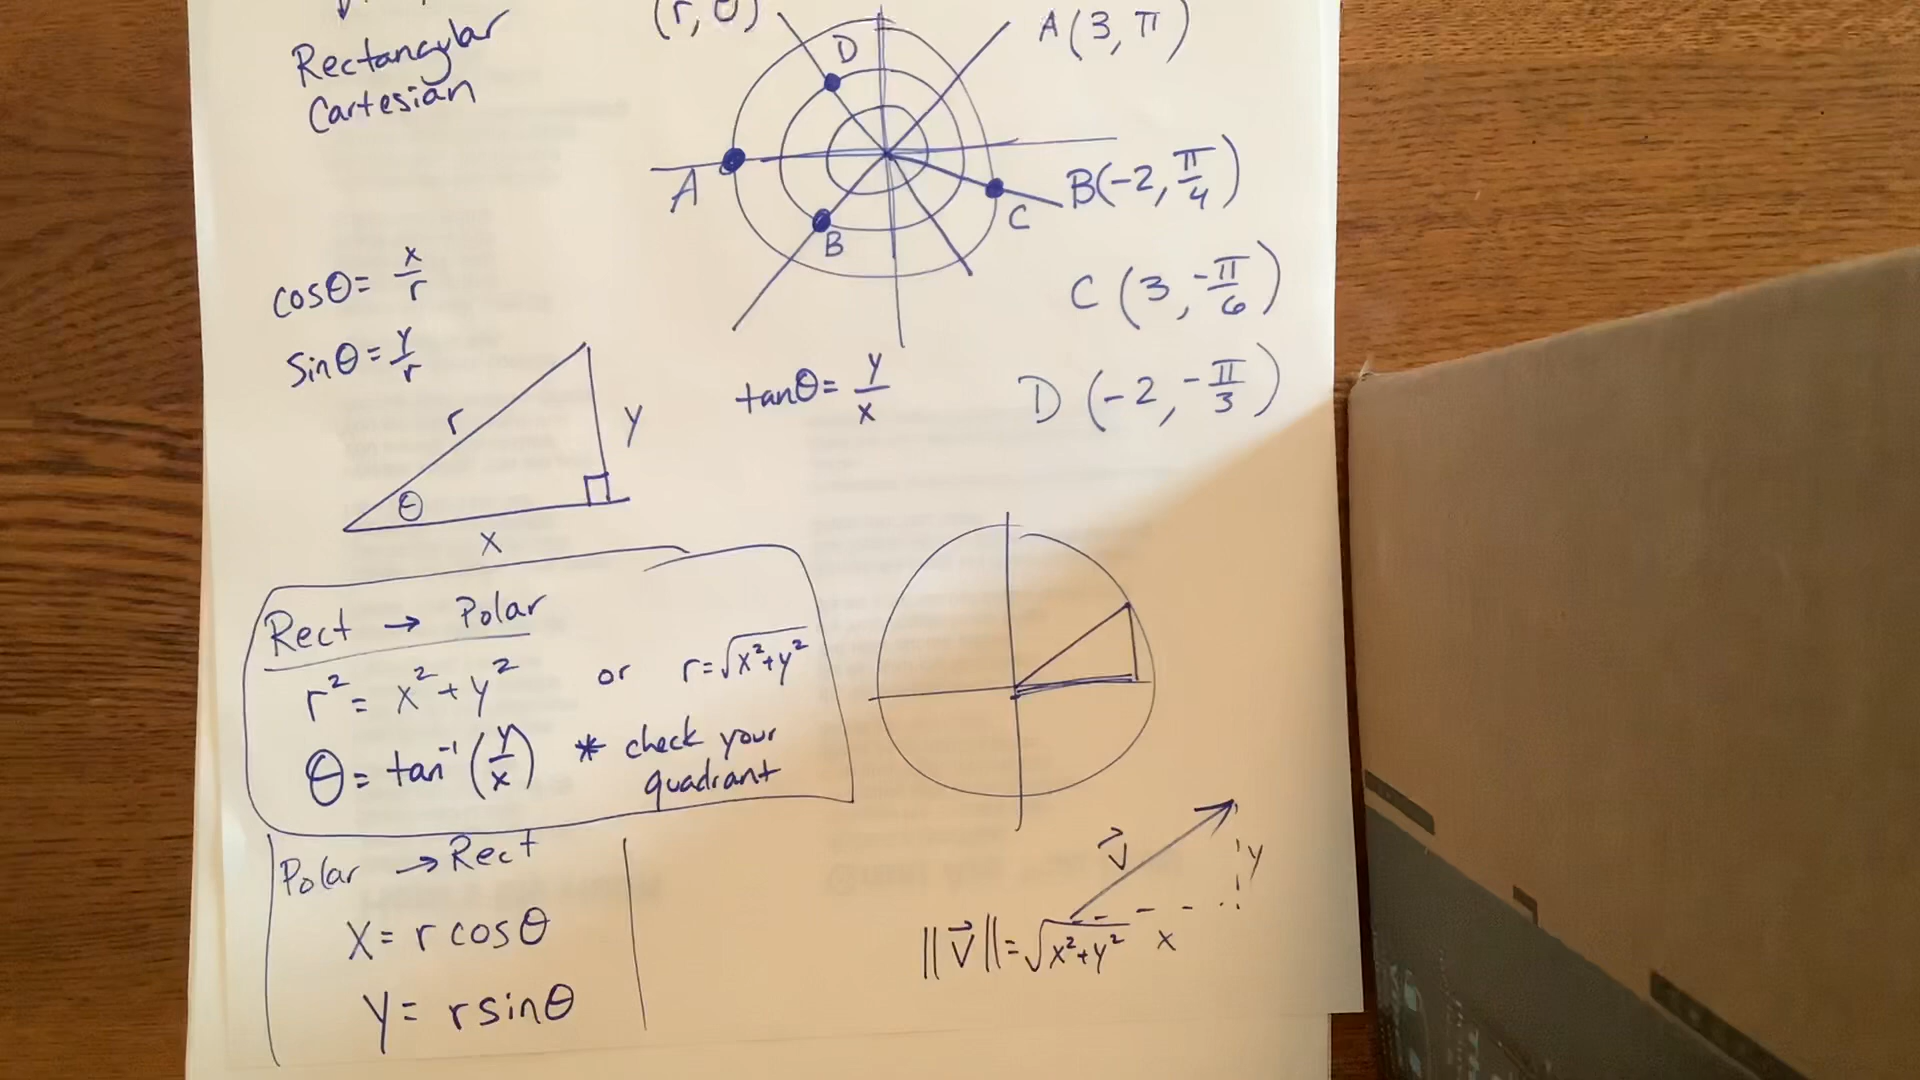 Rectangular
Cartesian
(r, θ)
D
A (3, π)
A
B
C
B(-2, π/4)
C (3, -π/6)
D (-2, -π/3)
cosθ = x/r
sinθ = y/r
tanθ = y/x
r
y
θ
x
Rect → Polar
r² = x² + y² or r = √x²+y²
θ = tan⁻¹ (y/x) * check your
quadrant
Polar → Rect
x = r cosθ
y = r sinθ
v⃗
y
x
||v⃗|| = √x²+y²